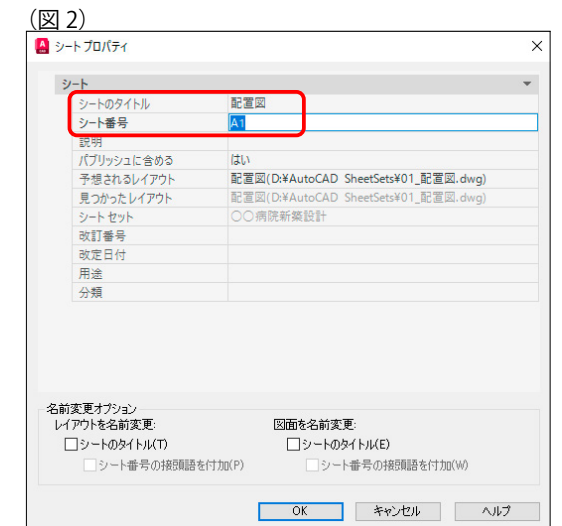 (図 2)
シート プロパティ
シート
シートのタイトル 配置図
シート番号 A1
説明
パブリッシュに含める はい
予想されるレイアウト 配置図(D:¥AutoCAD SheetSets¥01_配置図.dwg)
見つかったレイアウト 配置図(D:¥AutoCAD SheetSets¥01_配置図.dwg)
シート セット 〇〇病院新築設計
改訂番号
改定日付
用途
分類
名前変更オプション
レイアウトを名前変更: 図面を名前変更:
シートのタイトル(T) シートのタイトル(E)
シート番号の接頭語を付加(P) シート番号の接頭語を付加(W)
OK キャンセル ヘルプ